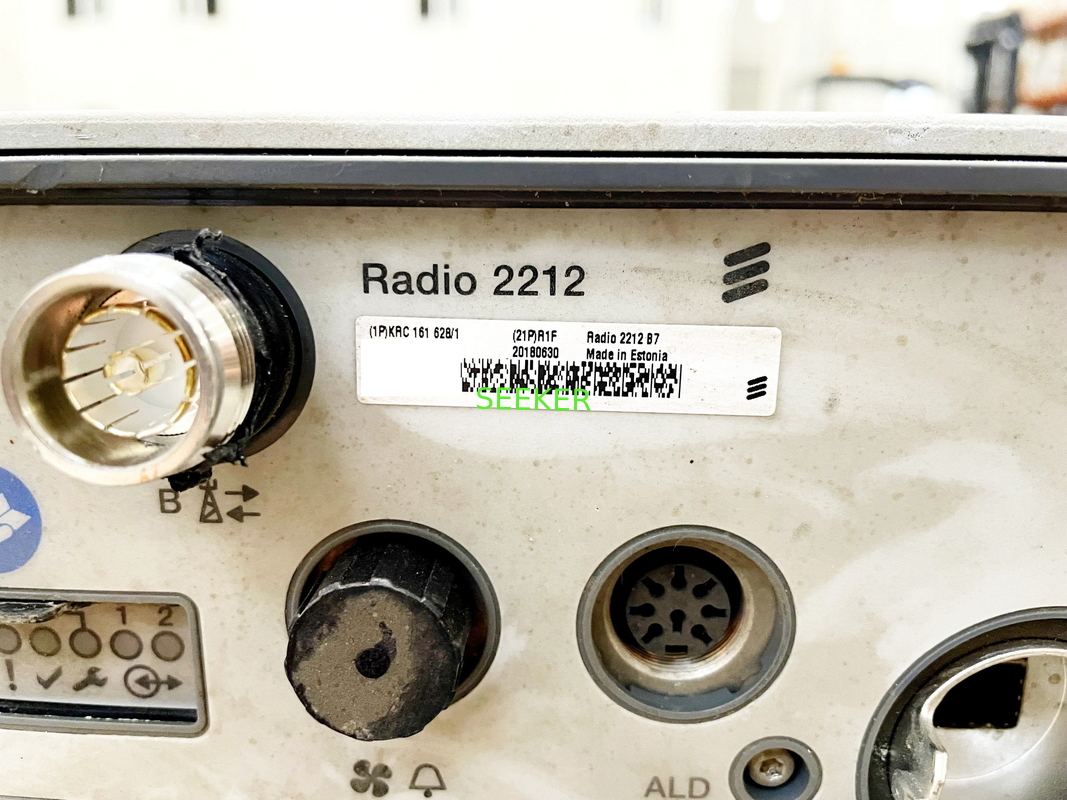 Radio 2212
(1P)KRC 161 628/1 (21P)R1F Radio 2212 B7
20180630 Made in Estonia
SEEKER
B
1 2
!
ALD